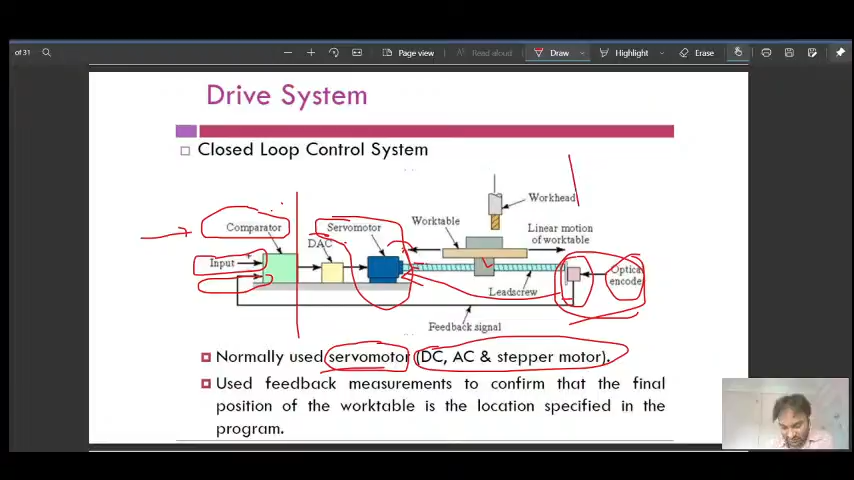 of 31
Page view
Read aloud
Draw
Highlight
Erase
Drive System
Closed Loop Control System
Workhead
Comparator
Servomotor
Worktable
Linear motion
of worktable
DAC
Input
Optical
encoder
Leadscrew
Feedback signal
Normally used servomotor (DC, AC & stepper motor).
Used feedback measurements to confirm that the final
position of the worktable is the location specified in the
program.